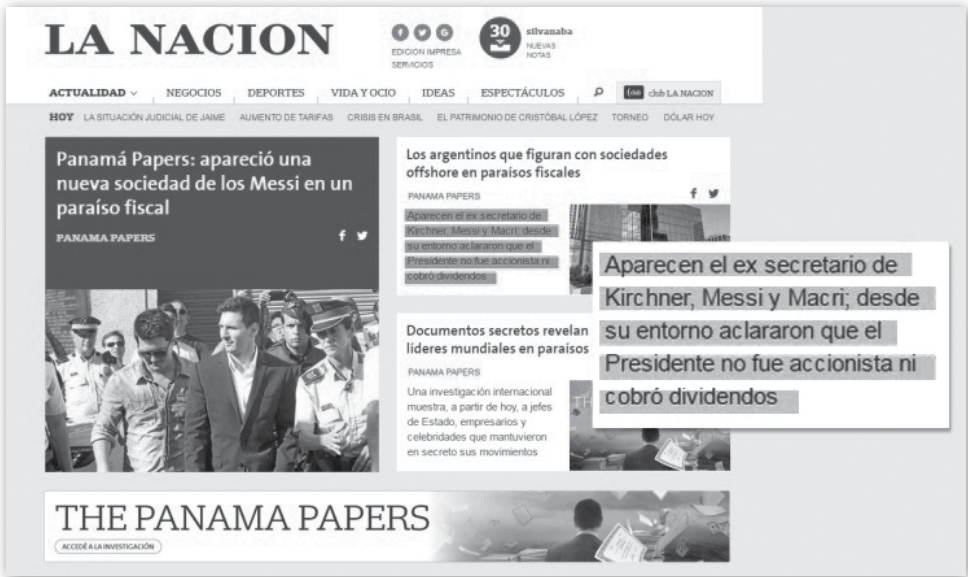 LA NACION
EDICION IMPRESA
SERVICIOS
30
silvanaba
NUEVAS
NOTAS
ACTUALIDAD
NEGOCIOS
DEPORTES
VIDA Y OCIO
IDEAS
ESPECTÁCULOS
club
club LA NACION
HOY LA SITUACIÓN JUDICIAL DE JAIME AUMENTO DE TARIFAS CRISIS EN BRASIL EL PATRIMONIO DE CRISTÓBAL LÓPEZ TORNEO DÓLAR HOY
Panamá Papers: apareció una
nueva sociedad de los Messi en un
paraíso fiscal
PANAMA PAPERS
Los argentinos que figuran con sociedades
offshore en paraísos fiscales
PANAMA PAPERS
Aparecen el ex secretario de
Kirchner, Messi y Macri; desde
su entorno aclararon que el
Presidente no fue accionista ni
cobró dividendos
Aparecen el ex secretario de
Kirchner, Messi y Macri; desde
su entorno aclararon que el
Presidente no fue accionista ni
cobró dividendos
Documentos secretos revelan
líderes mundiales en paraísos
PANAMA PAPERS
Una investigación internacional
muestra, a partir de hoy, a jefes
de Estado, empresarios y
celebridades que mantuvieron
en secreto sus movimientos
THE PANAMA PAPERS
ACCEDÉ A LA INVESTIGACIÓN